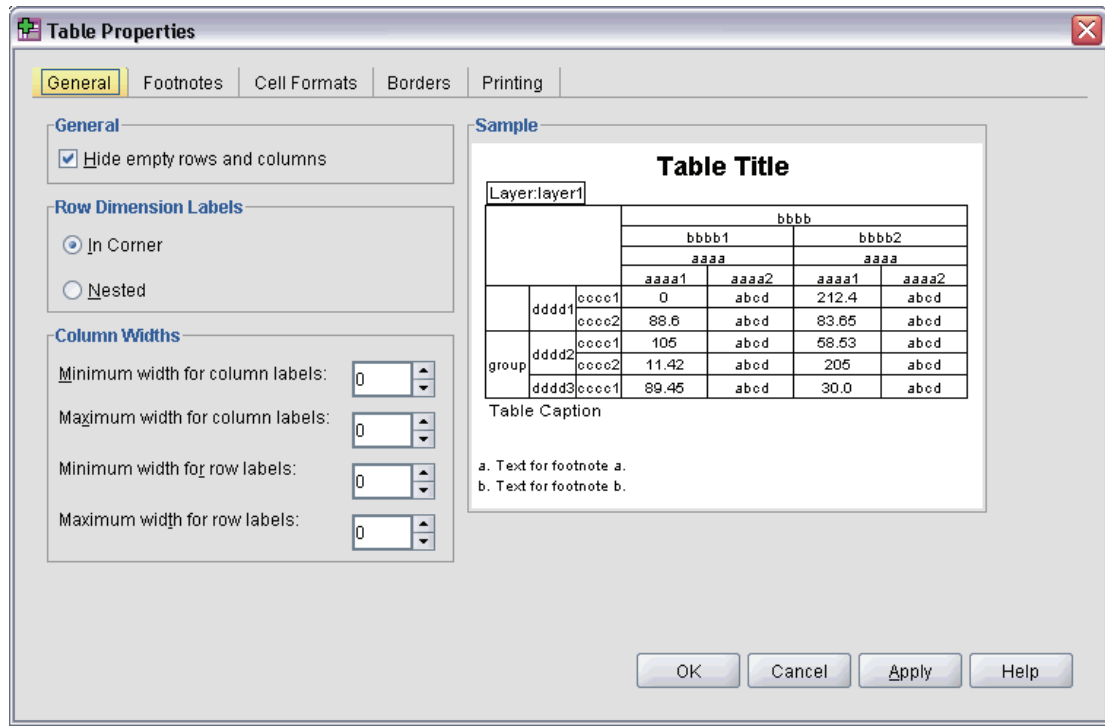 Table Properties
General Footnotes Cell Formats Borders Printing
General
Hide empty rows and columns
Row Dimension Labels
In Corner
Nested
Column Widths
Minimum width for column labels: 0
Maximum width for column labels: 0
Minimum width for row labels: 0
Maximum width for row labels: 0
Sample
Table Title
Layer:layer1
bbbb
bbbb1 bbbb2
aaaa aaaa
aaaa1 aaaa2 aaaa1 aaaa2
group dddd1 cccc1 0 abcd 212.4 abcd
cccc2 88.6 abcd 83.65 abcd
dddd2 cccc1 105 abcd 58.53 abcd
cccc2 11.42 abcd 205 abcd
dddd3 cccc1 89.45 abcd 30.0 abcd
Table Caption
a. Text for footnote a.
b. Text for footnote b.
OK Cancel Apply Help